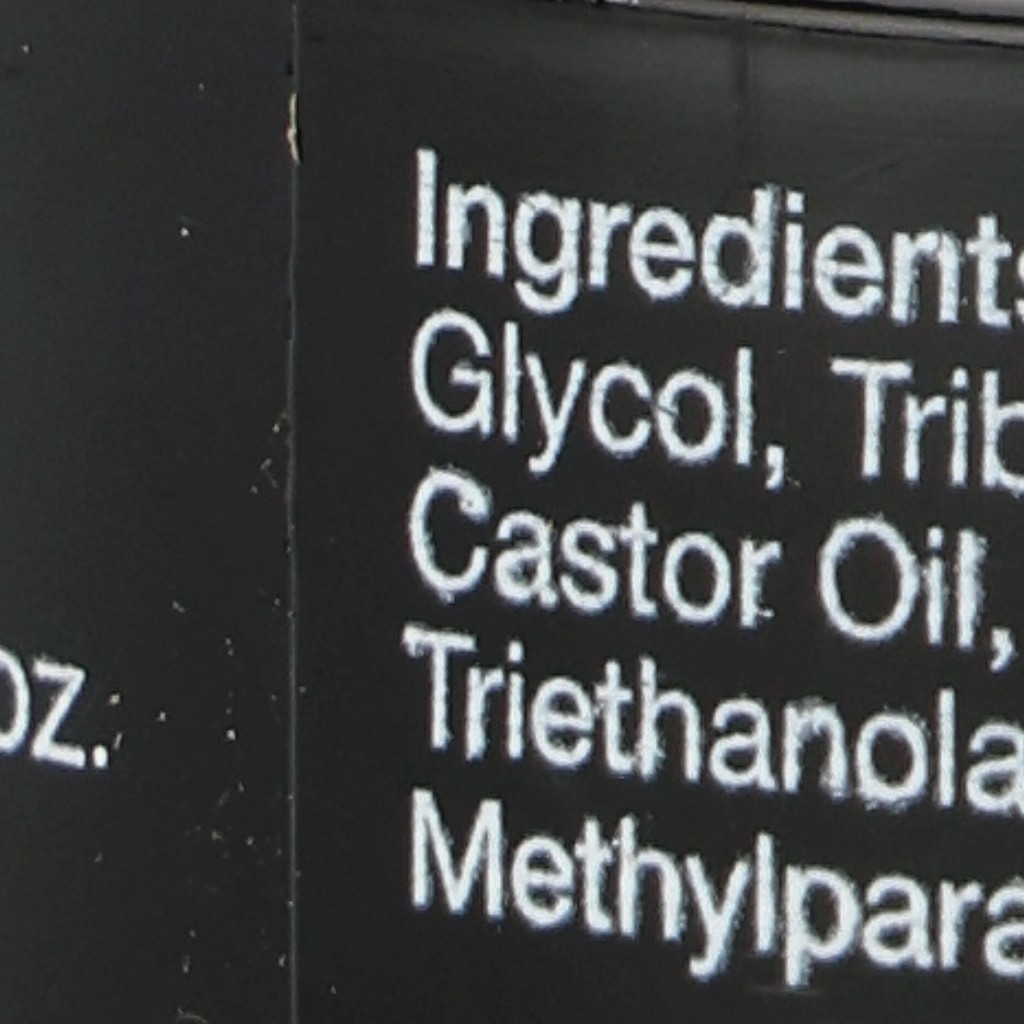 Ingredients
Glycol, Trib
Castor Oil,
Triethanola
Methylpara
oz.